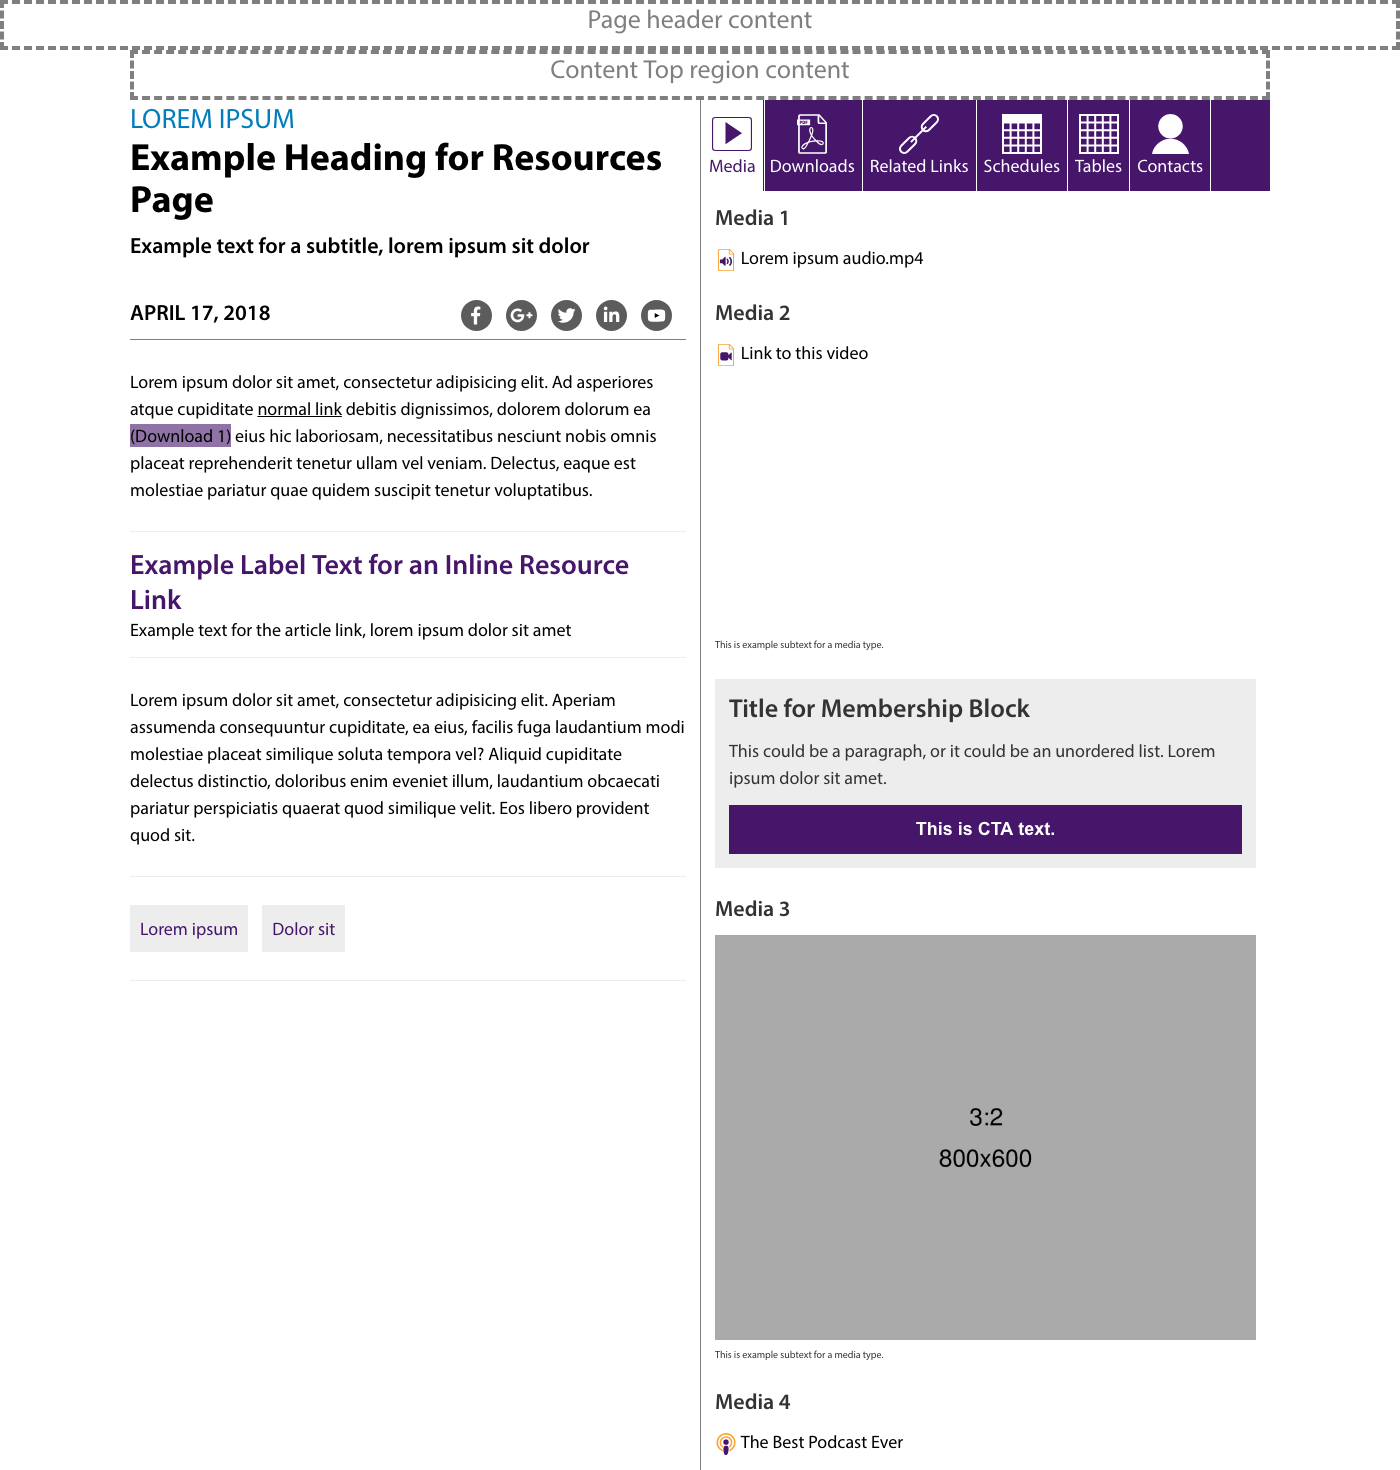 Page header content
Content Top region content
LOREM IPSUM
Example Heading for Resources
Page
Example text for a subtitle, lorem ipsum sit dolor
APRIL 17, 2018
Lorem ipsum dolor sit amet, consectetur adipisicing elit. Ad asperiores
atque cupiditate normal link debitis dignissimos, dolorem dolorum ea
(Download 1) eius hic laboriosam, necessitatibus nesciunt nobis omnis
placeat reprehenderit tenetur ullam vel veniam. Delectus, eaque est
molestiae pariatur quae quidem suscipit tenetur voluptatibus.
Example Label Text for an Inline Resource
Link
Example text for the article link, lorem ipsum dolor sit amet
Lorem ipsum dolor sit amet, consectetur adipisicing elit. Aperiam
assumenda consequuntur cupiditate, ea eius, facilis fuga laudantium modi
molestiae placeat similique soluta tempora vel? Aliquid cupiditate
delectus distinctio, doloribus enim eveniet illum, laudantium obcaecati
pariatur perspiciatis quaerat quod similique velit. Eos libero provident
quod sit.
Lorem ipsum Dolor sit
Media Downloads Related Links Schedules Tables Contacts
Media 1
Lorem ipsum audio.mp4
Media 2
Link to this video
This is example subtext for a media type.
Title for Membership Block
This could be a paragraph, or it could be an unordered list. Lorem
ipsum dolor sit amet.
This is CTA text.
Media 3
3:2
800x600
This is example subtext for a media type.
Media 4
The Best Podcast Ever